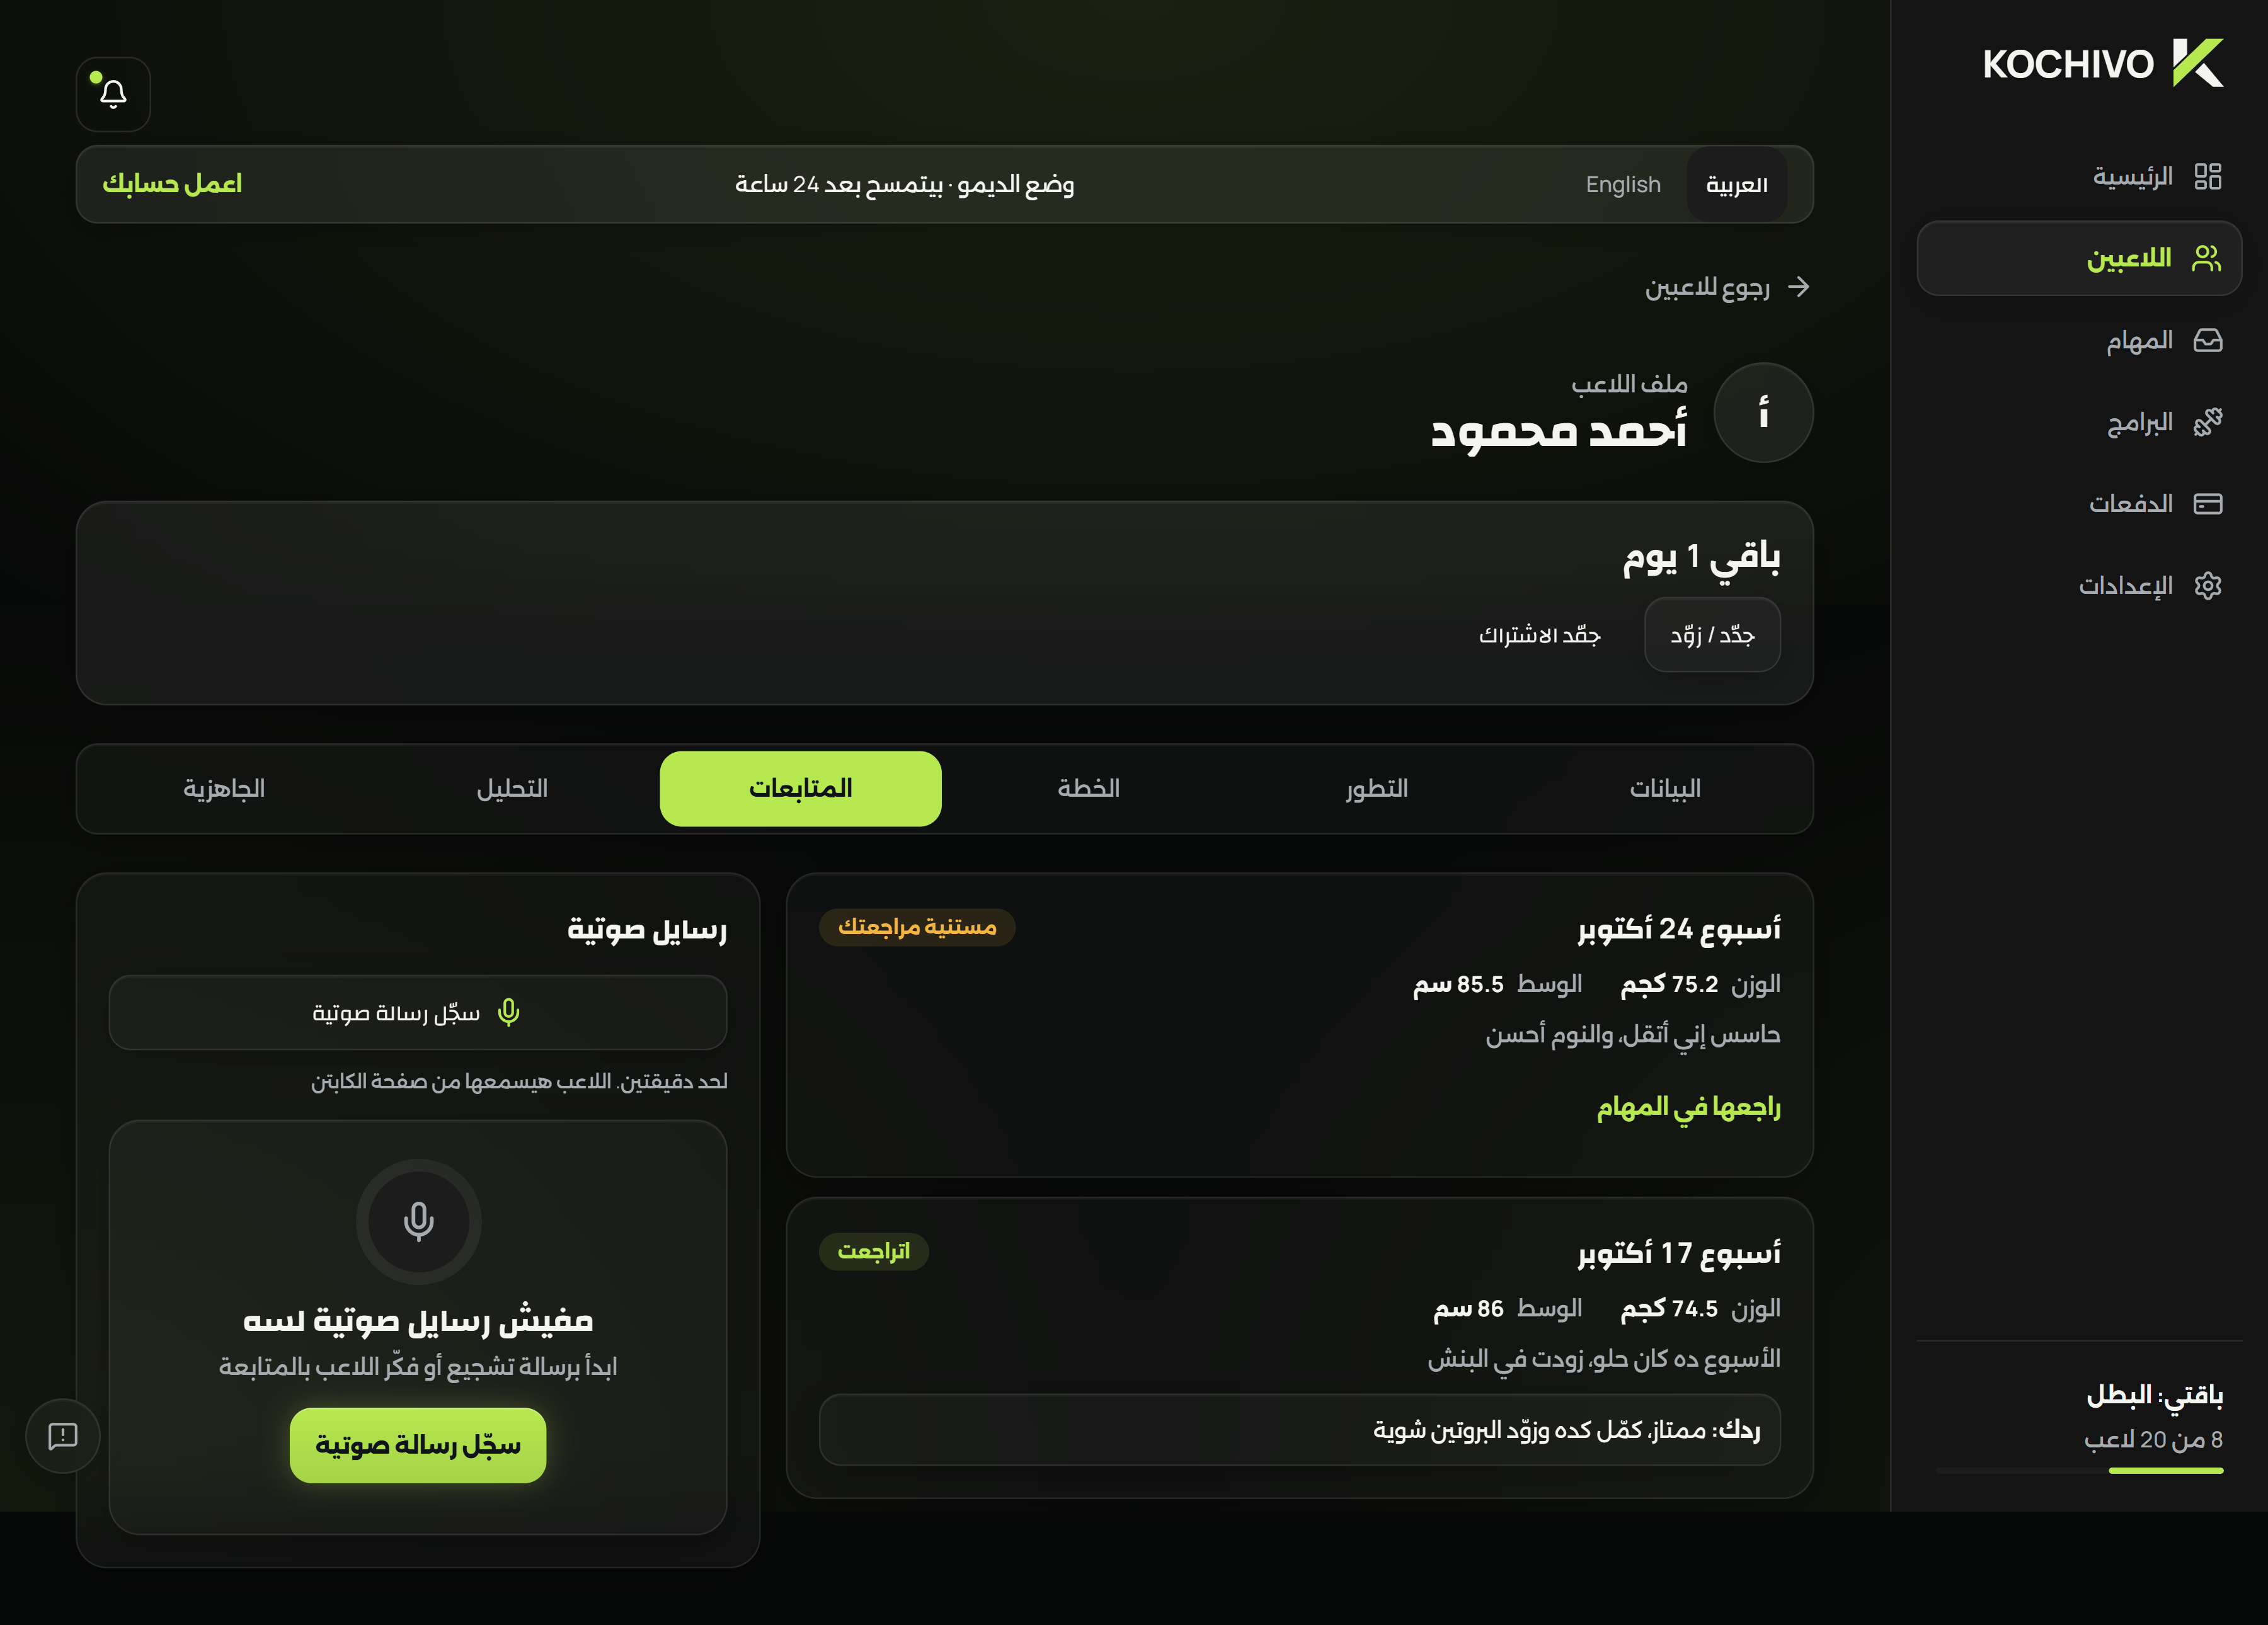 KOCHIVO
الرئيسية
اللاعبين
المهام
البرامج
الدفعات
الإعدادات
باقتي: البطل
8 من 20 لاعب
العربية
English
وضع الديمو · بيتمسح بعد 24 ساعة
اعمل حسابك
رجوع للاعبين
أ
ملف اللاعب
أحمد محمود
باقي 1 يوم
جدّد / زوّد
جمّد الاشتراك
البيانات
التطور
الخطة
المتابعات
التحليل
الجاهزية
أسبوع 24 أكتوبر
مستنية مراجعتك
الوزن 75.2 كجم الوسط 85.5 سم
حاسس إني أتقل، والنوم أحسن
راجعها في المهام
أسبوع 17 أكتوبر
اتراجعت
الوزن 74.5 كجم الوسط 86 سم
الأسبوع ده كان حلو، زودت في البنش
ردك: ممتاز، كمّل كده وزوّد البروتين شوية
رسايل صوتية
سجّل رسالة صوتية
لحد دقيقتين. اللاعب هيسمعها من صفحة الكابتن
مفيش رسايل صوتية لسه
ابدأ برسالة تشجيع أو فكّر اللاعب بالمتابعة
سجّل رسالة صوتية